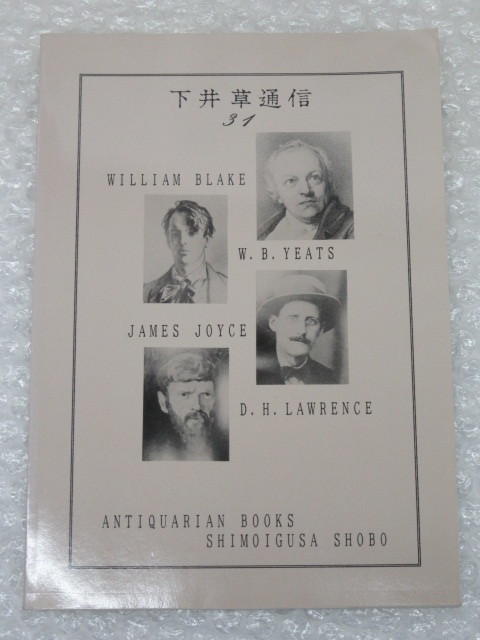 下井草通信
31
WILLIAM BLAKE
W. B. YEATS
JAMES JOYCE
D. H. LAWRENCE
ANTIQUARIAN BOOKS
SHIMOIGUSA SHOBO